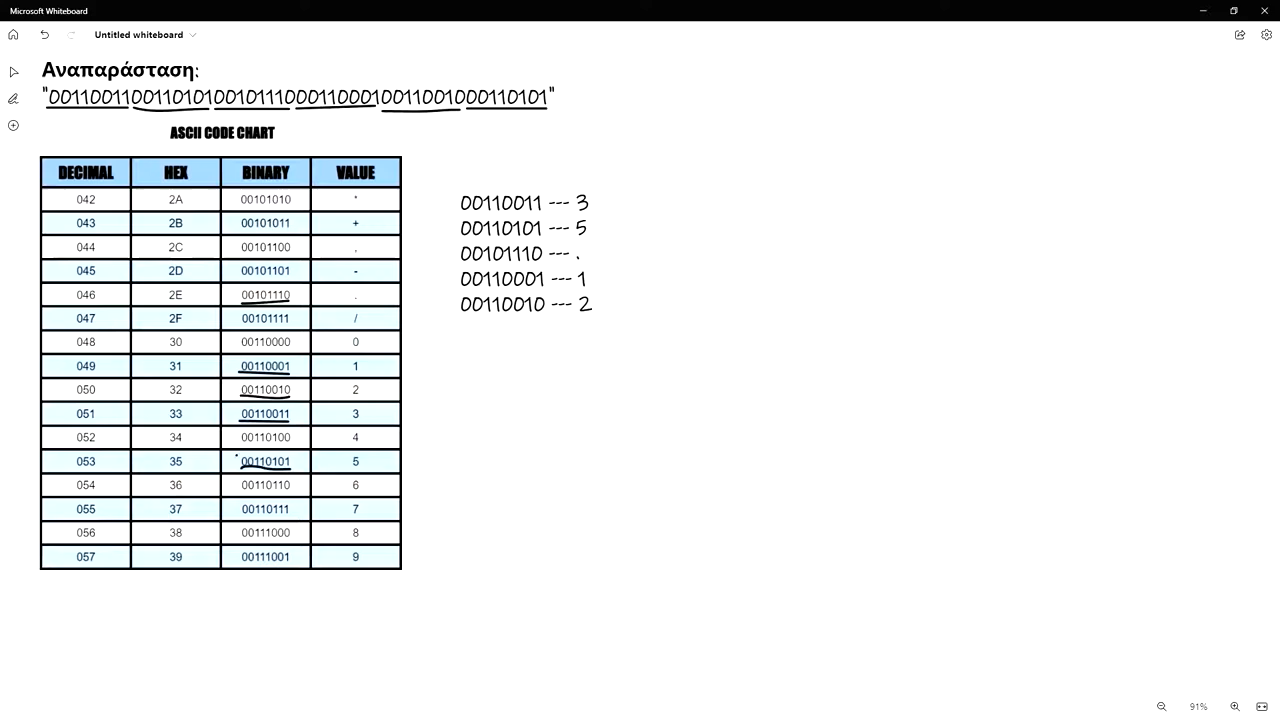 Microsoft Whiteboard
Untitled whiteboard
Αναπαράσταση:
"001100110011010100101110001100010011001000110101"
ASCII CODE CHART
DECIMAL HEX BINARY VALUE
042 2A 00101010 *
043 2B 00101011 +
044 2C 00101100 ,
045 2D 00101101 -
046 2E 00101110 .
047 2F 00101111 /
048 30 00110000 0
049 31 00110001 1
050 32 00110010 2
051 33 00110011 3
052 34 00110100 4
053 35 00110101 5
054 36 00110110 6
055 37 00110111 7
056 38 00111000 8
057 39 00111001 9
00110011 --- 3
00110101 --- 5
00101110 --- .
00110001 --- 1
00110010 --- 2
91%